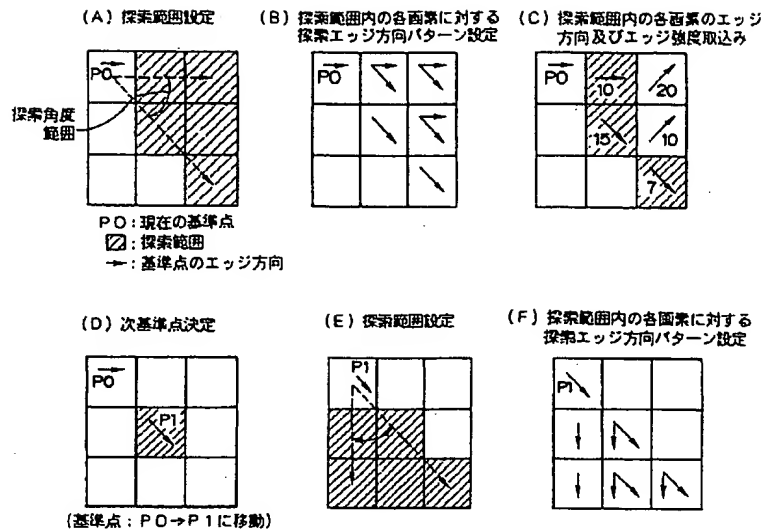 (A) 探索範囲設定
P0
探索角度
範囲
P0:現在の基準点
:探索範囲
:基準点のエッジ方向
(B) 探索範囲内の各画素に対する
探索エッジ方向パターン設定
P0
(C) 探索範囲内の各画素のエッジ
方向及びエッジ強度取込み
P0
10
20
15
10
7
(D) 次基準点決定
P0
P1
(基準点:P0→P1に移動)
(E) 探索範囲設定
P1
(F) 探索範囲内の各画素に対する
探索エッジ方向パターン設定
P1